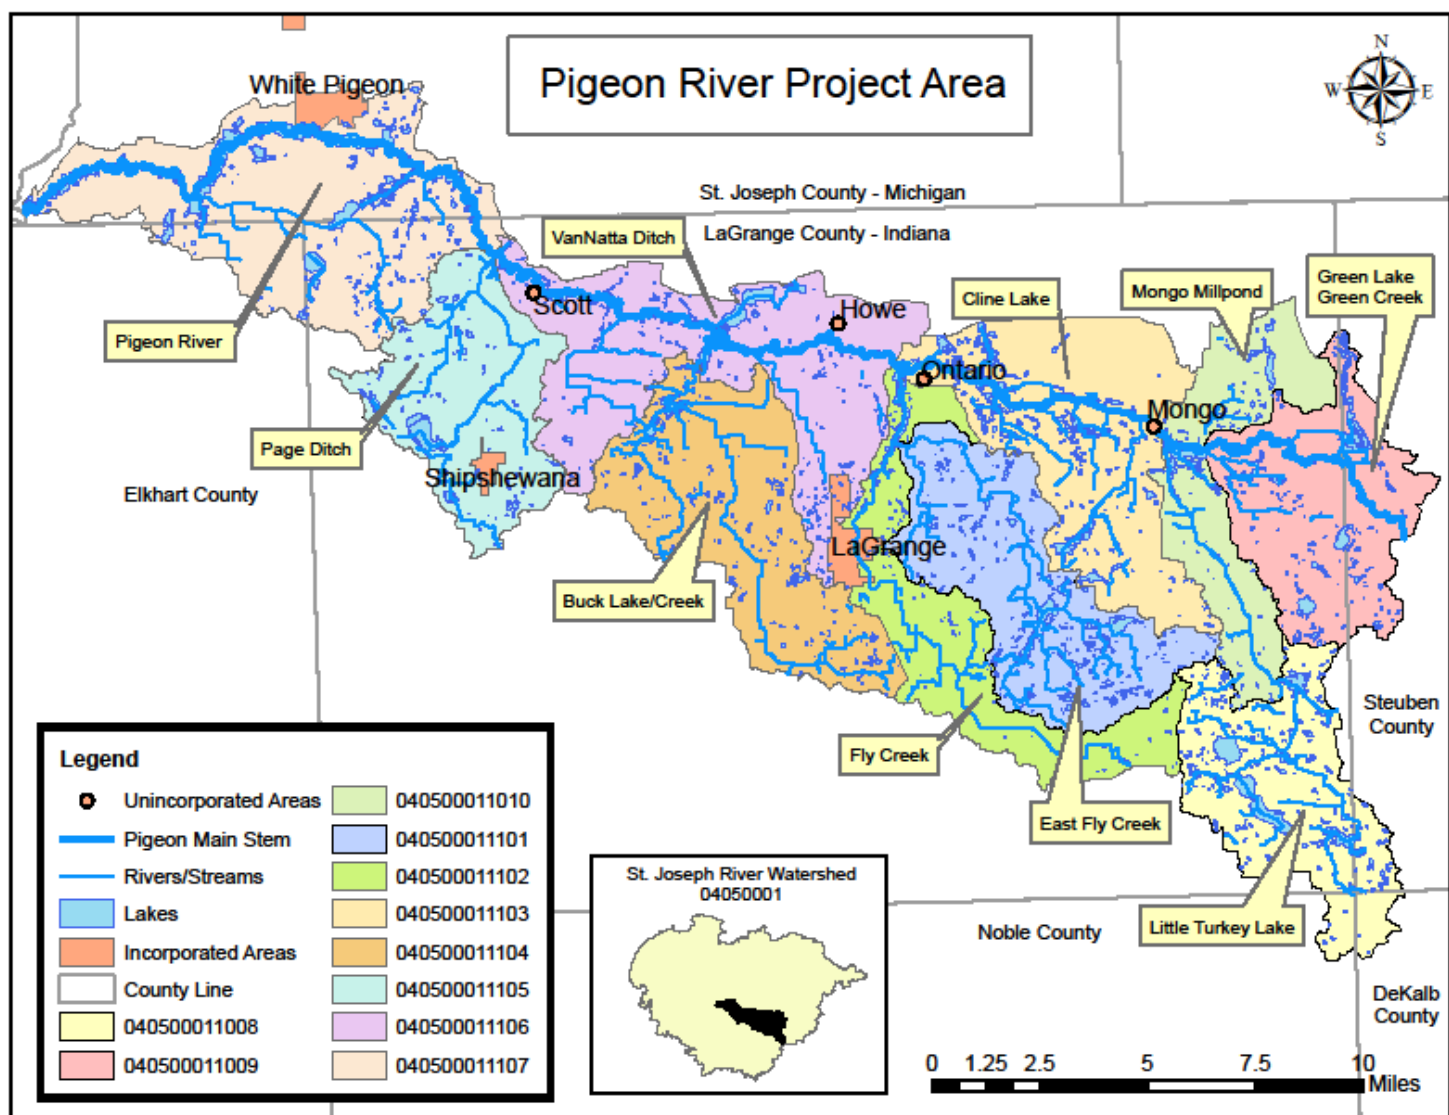 Pigeon River Project Area
N
W
E
S
White Pigeon
St. Joseph County - Michigan
LaGrange County - Indiana
VanNatta Ditch
Green Lake
Green Creek
Mongo Millpond
Cline Lake
Scott
Howe
Pigeon River
Ontario
Mongo
Page Ditch
Shipshewana
Elkhart County
LaGrange
Buck Lake/Creek
Steuben
County
Fly Creek
East Fly Creek
Little Turkey Lake
Noble County
DeKalb
County
Legend
Unincorporated Areas
Pigeon Main Stem
Rivers/Streams
Lakes
Incorporated Areas
County Line
040500011008
040500011009
040500011010
040500011101
040500011102
040500011103
040500011104
040500011105
040500011106
040500011107
St. Joseph River Watershed
04050001
0 1.25 2.5 5 7.5 10
Miles